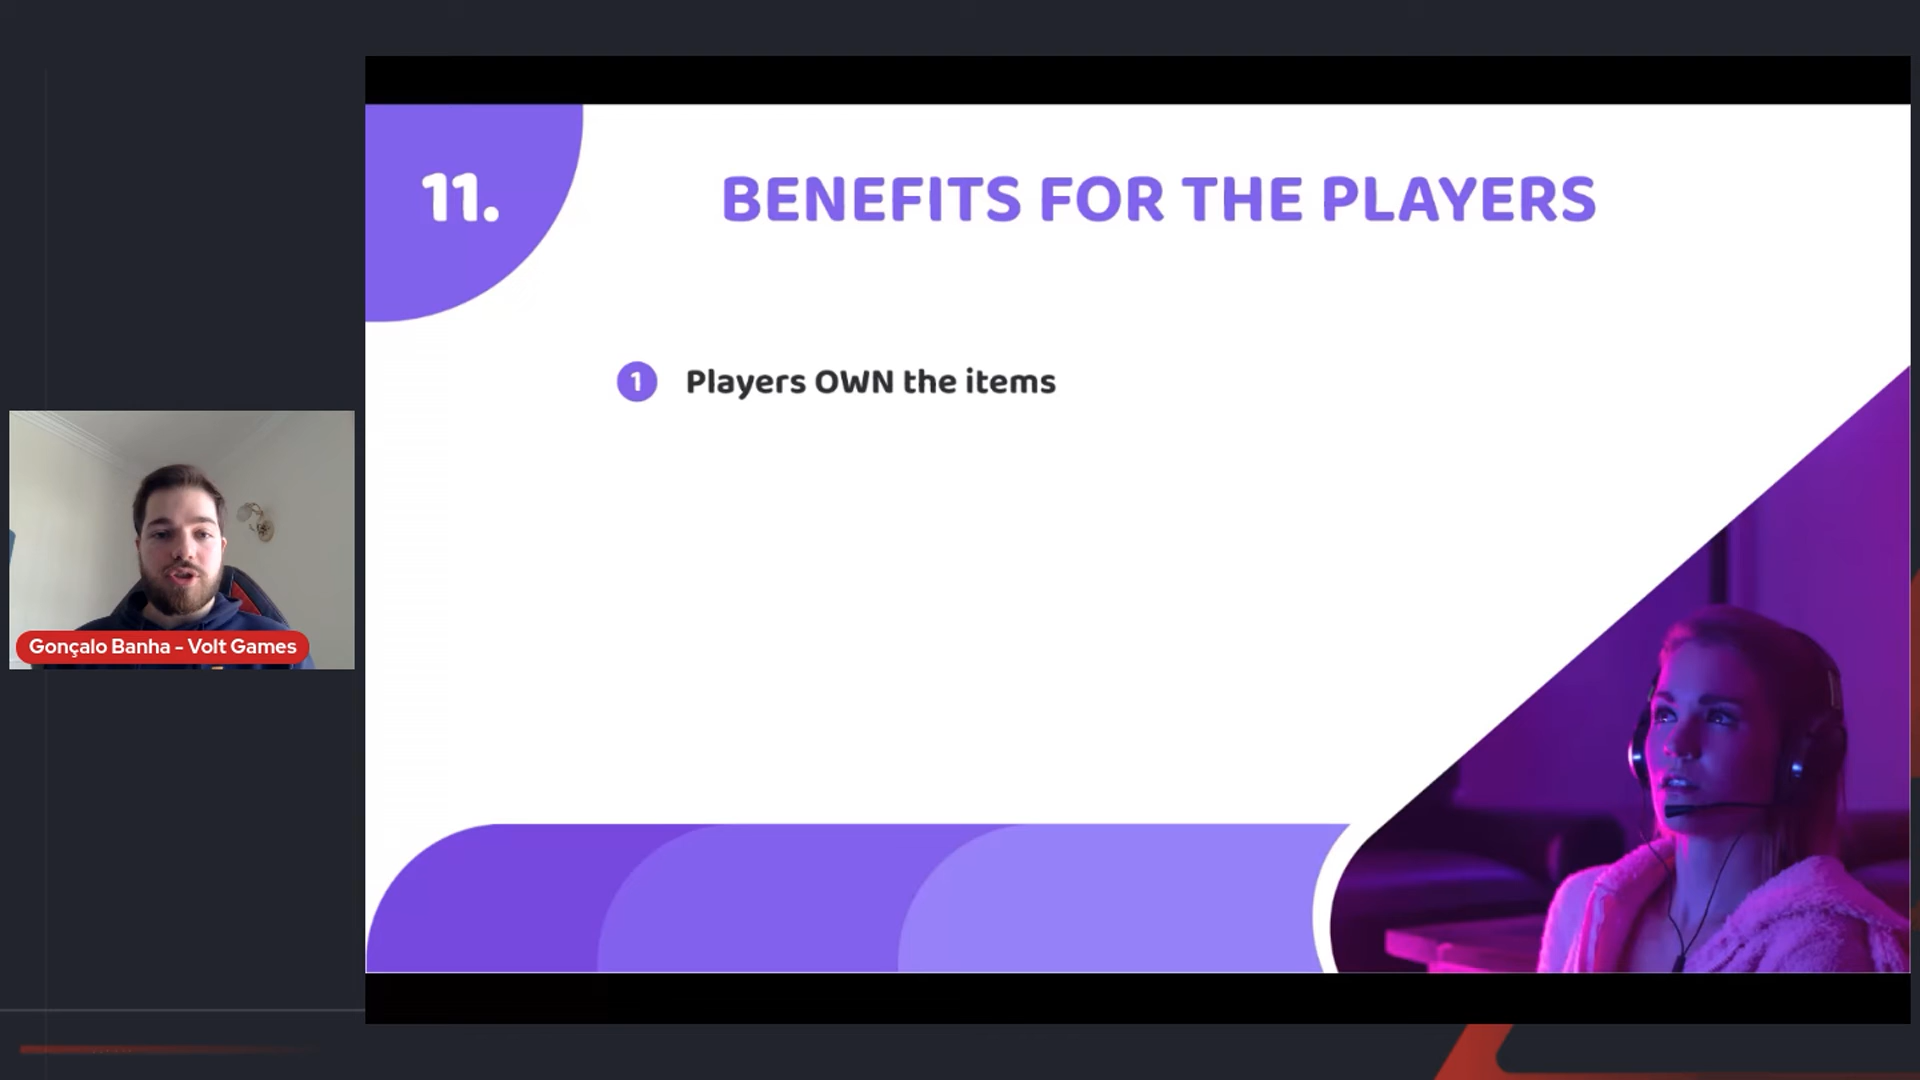 11.
BENEFITS FOR THE PLAYERS
1 Players OWN the items
Gonçalo Banha - Volt Games